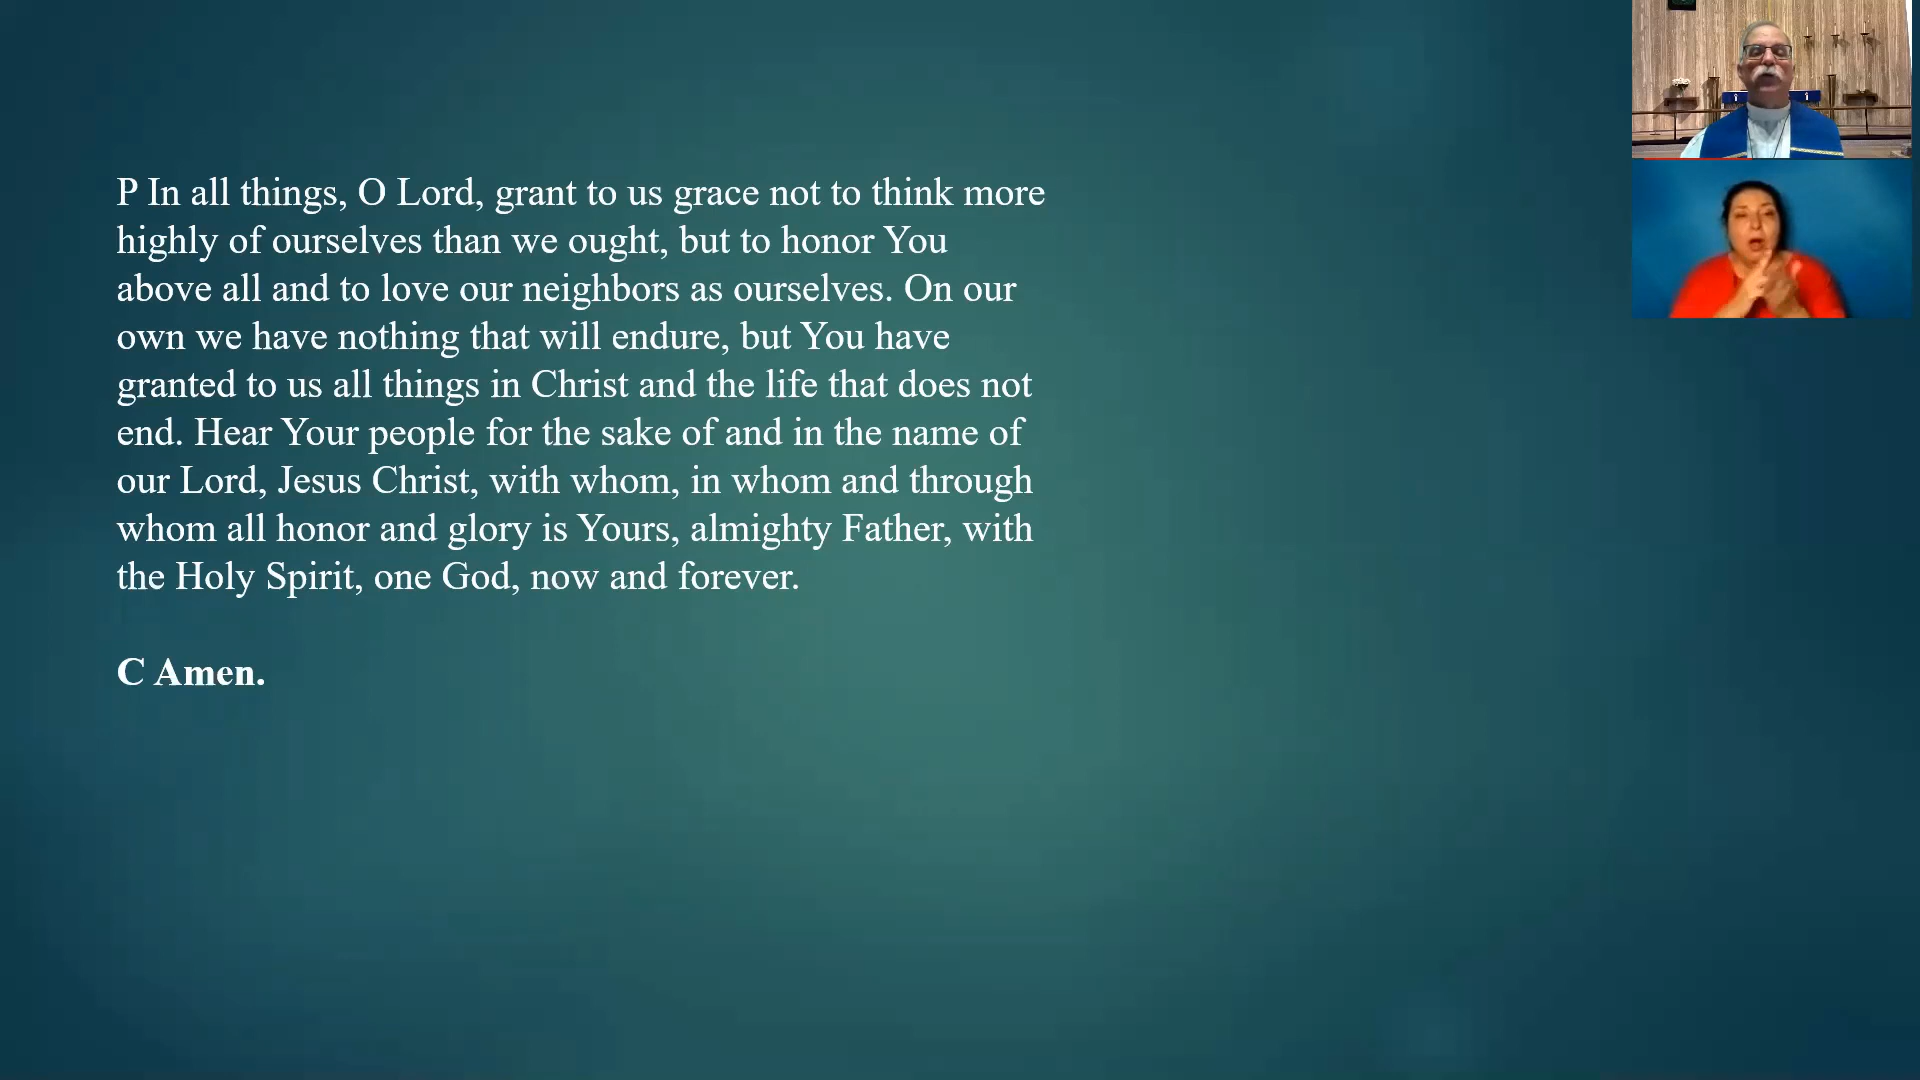 P In all things, O Lord, grant to us grace not to think more
highly of ourselves than we ought, but to honor You
above all and to love our neighbors as ourselves. On our
own we have nothing that will endure, but You have
granted to us all things in Christ and the life that does not
end. Hear Your people for the sake of and in the name of
our Lord, Jesus Christ, with whom, in whom and through
whom all honor and glory is Yours, almighty Father, with
the Holy Spirit, one God, now and forever.
C Amen.